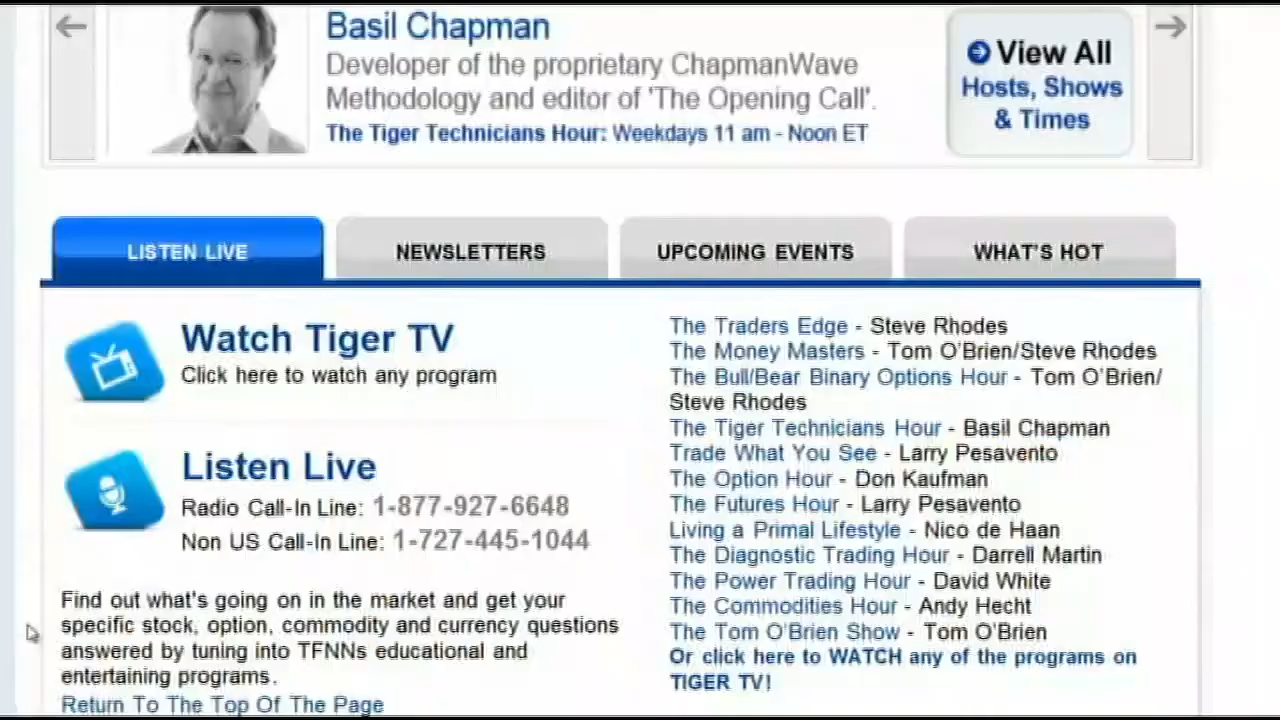 Basil Chapman
Developer of the proprietary ChapmanWave
Methodology and editor of 'The Opening Call'.
The Tiger Technicians Hour: Weekdays 11 am - Noon ET
View All
Hosts, Shows
& Times
LISTEN LIVE
NEWSLETTERS
UPCOMING EVENTS
WHAT'S HOT
Watch Tiger TV
Click here to watch any program
Listen Live
Radio Call-In Line: 1-877-927-6648
Non US Call-In Line: 1-727-445-1044
Find out what's going on in the market and get your
specific stock, option, commodity and currency questions
answered by tuning into TFNNs educational and
entertaining programs.
Return To The Top Of The Page
The Traders Edge - Steve Rhodes
The Money Masters - Tom O'Brien/Steve Rhodes
The Bull/Bear Binary Options Hour - Tom O'Brien/
Steve Rhodes
The Tiger Technicians Hour - Basil Chapman
Trade What You See - Larry Pesavento
The Option Hour - Don Kaufman
The Futures Hour - Larry Pesavento
Living a Primal Lifestyle - Nico de Haan
The Diagnostic Trading Hour - Darrell Martin
The Power Trading Hour - David White
The Commodities Hour - Andy Hecht
The Tom O'Brien Show - Tom O'Brien
Or click here to WATCH any of the programs on
TIGER TV!